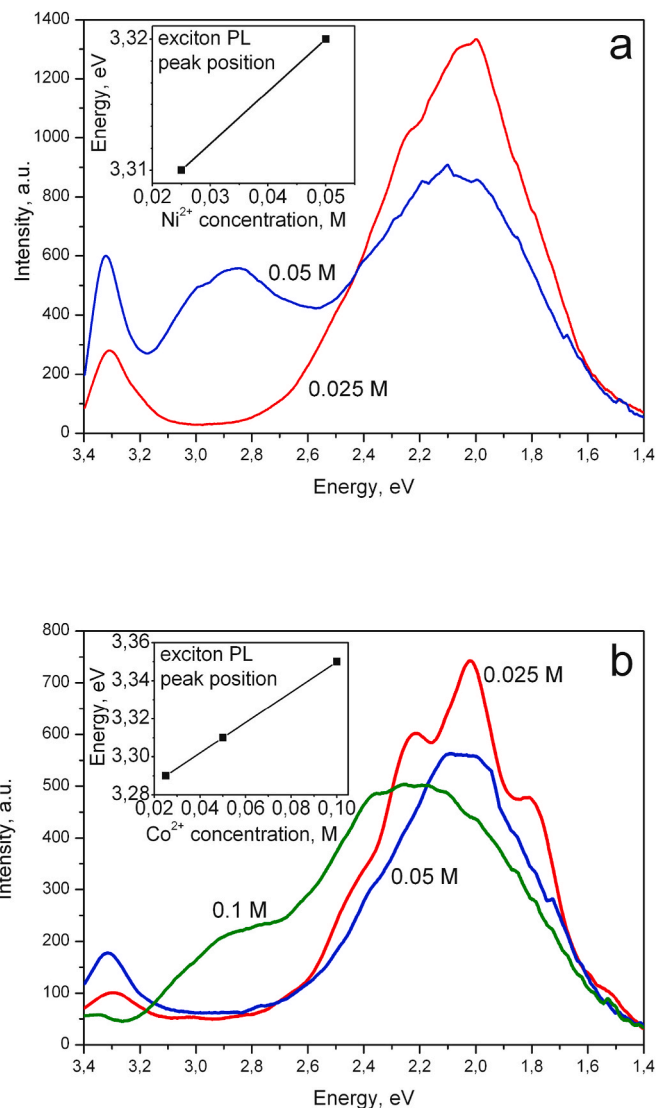 a
1400
1200
1000
800
600
400
200
0
Intensity, a.u.
3,4 3,2 3,0 2,8 2,6 2,4 2,2 2,0 1,8 1,6 1,4
Energy, eV
0.05 M
0.025 M
exciton PL
peak position
3,32
3,31
Energy, eV
0,02 0,03 0,04 0,05
Ni²⁺ concentration, M
b
800
700
600
500
400
300
200
100
0
Intensity, a.u.
3,4 3,2 3,0 2,8 2,6 2,4 2,2 2,0 1,8 1,6 1,4
Energy, eV
0.025 M
0.05 M
0.1 M
exciton PL
peak position
3,36
3,34
3,30
3,28
Energy, eV
0,02 0,04 0,06 0,08 0,10
Co²⁺ concentration, M